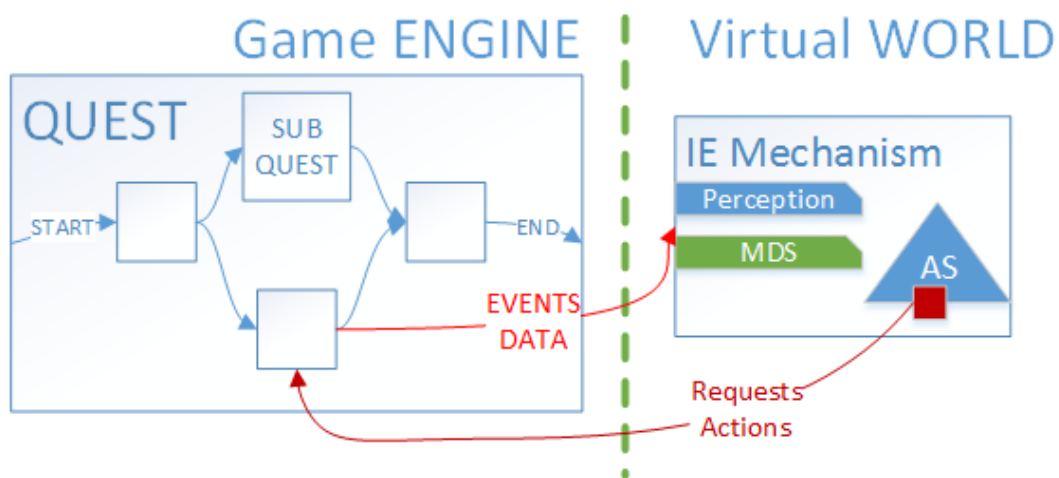 Game ENGINE
Virtual WORLD
QUEST
SUB
QUEST
START
END
EVENTS
DATA
IE Mechanism
Perception
MDS
AS
Requests
Actions